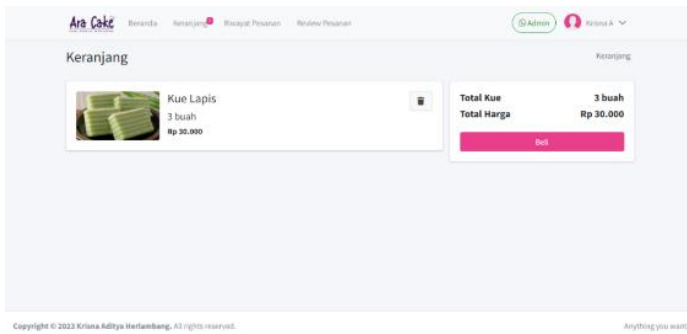 Ara Cake
Beranda Keranjang Riwayat Pesanan Review Pesanan Admin Krisna A
Keranjang
Keranjang
Kue Lapis
3 buah
Rp 30.000
Total Kue 3 buah
Total Harga Rp 30.000
Beli
Copyright © 2023 Krisna Aditya Herlambang. All rights reserved.
Anything you want